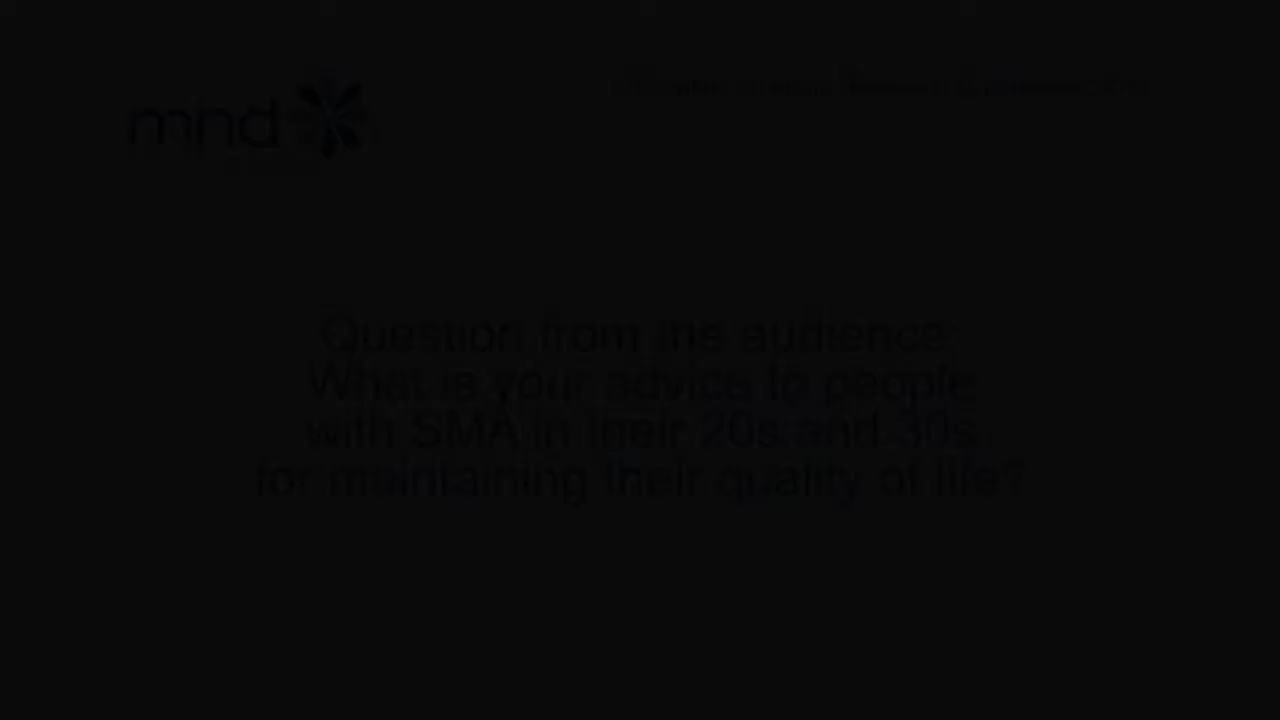 mnd
Question from the audience:
What is your advice to people
with SMA in their 20s and 30s
for maintaining their quality of life?